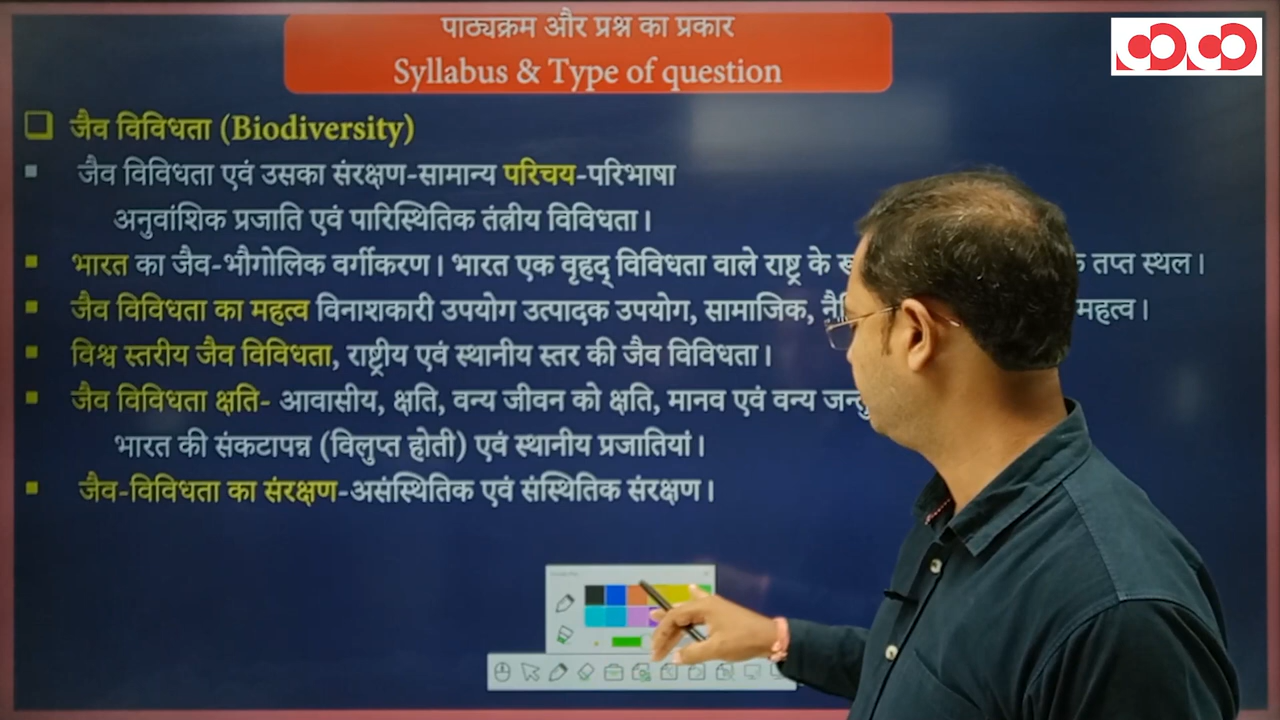 पाठ्यक्रम और प्रश्न का प्रकार
Syllabus & Type of question
जैव विविधता (Biodiversity)
जैव विविधता एवं उसका संरक्षण-सामान्य परिचय-परिभाषा
अनुवांशिक प्रजाति एवं पारिस्थितिक तंत्रीय विविधता।
भारत का जैव-भौगोलिक वर्गीकरण। भारत एक वृहद् विविधता वाले राष्ट्र के तप्त स्थल।
जैव विविधता का महत्व विनाशकारी उपयोग उत्पादक उपयोग, सामाजिक, महत्व।
विश्व स्तरीय जैव विविधता, राष्ट्रीय एवं स्थानीय स्तर की जैव विविधता।
जैव विविधता क्षति- आवासीय, क्षति, वन्य जीवन को क्षति, मानव एवं वन्य
भारत की संकटापन्न (विलुप्त होती) एवं स्थानीय प्रजातियां।
जैव-विविधता का संरक्षण-असंस्थितिक एवं संस्थितिक संरक्षण।